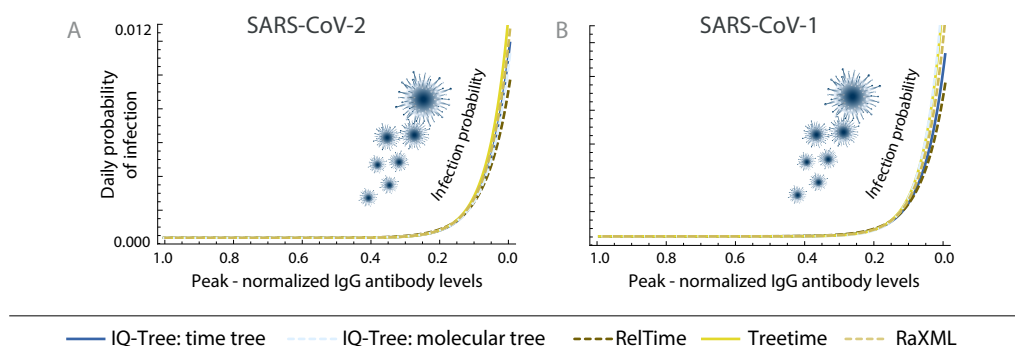 A
SARS-CoV-2
B
SARS-CoV-1
0.012
0.000
Daily probability
of infection
Infection probability
Infection probability
1.0 0.8 0.6 0.4 0.2 0.0
1.0 0.8 0.6 0.4 0.2 0.0
Peak - normalized IgG antibody levels
Peak - normalized IgG antibody levels
IQ-Tree: time tree IQ-Tree: molecular tree RelTime Treetime RaXML